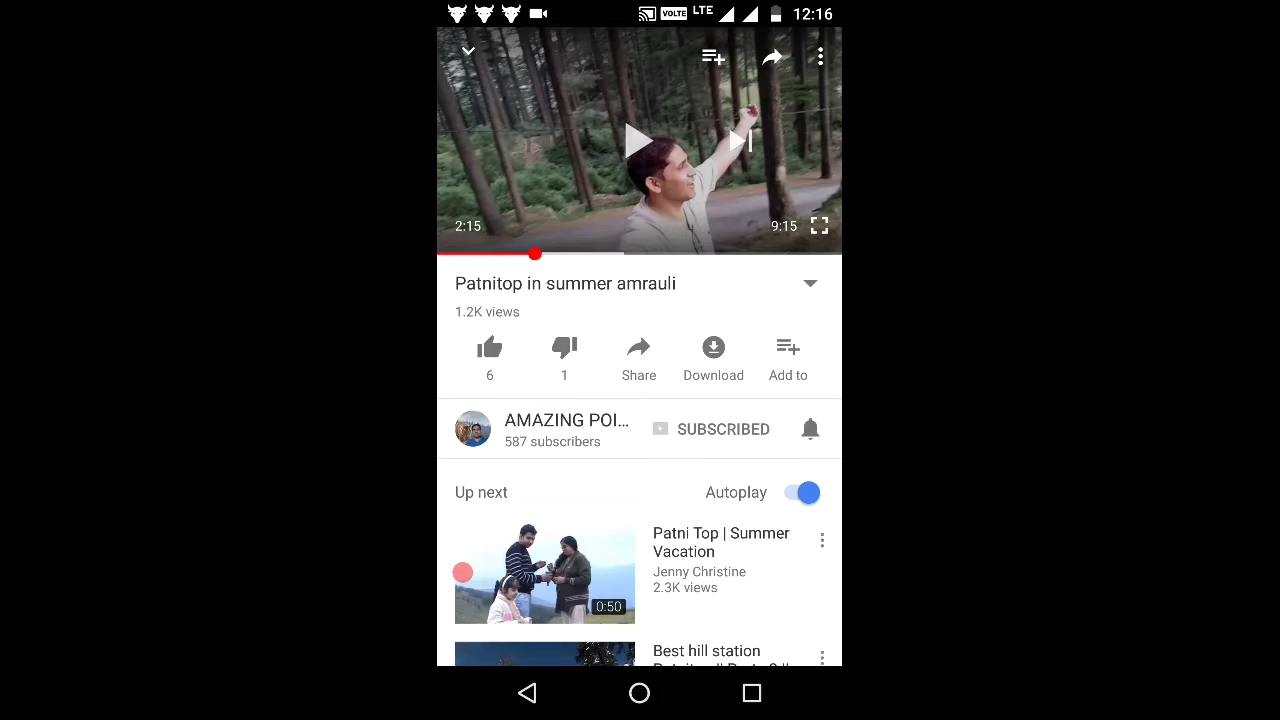 VOLTE LTE 12:16
2:15 9:15
Patnitop in summer amrauli
1.2K views
6 1 Share Download Add to
AMAZING POI... SUBSCRIBED
587 subscribers
Up next Autoplay
Patni Top | Summer
Vacation
Jenny Christine
2.3K views
0:50
Best hill station